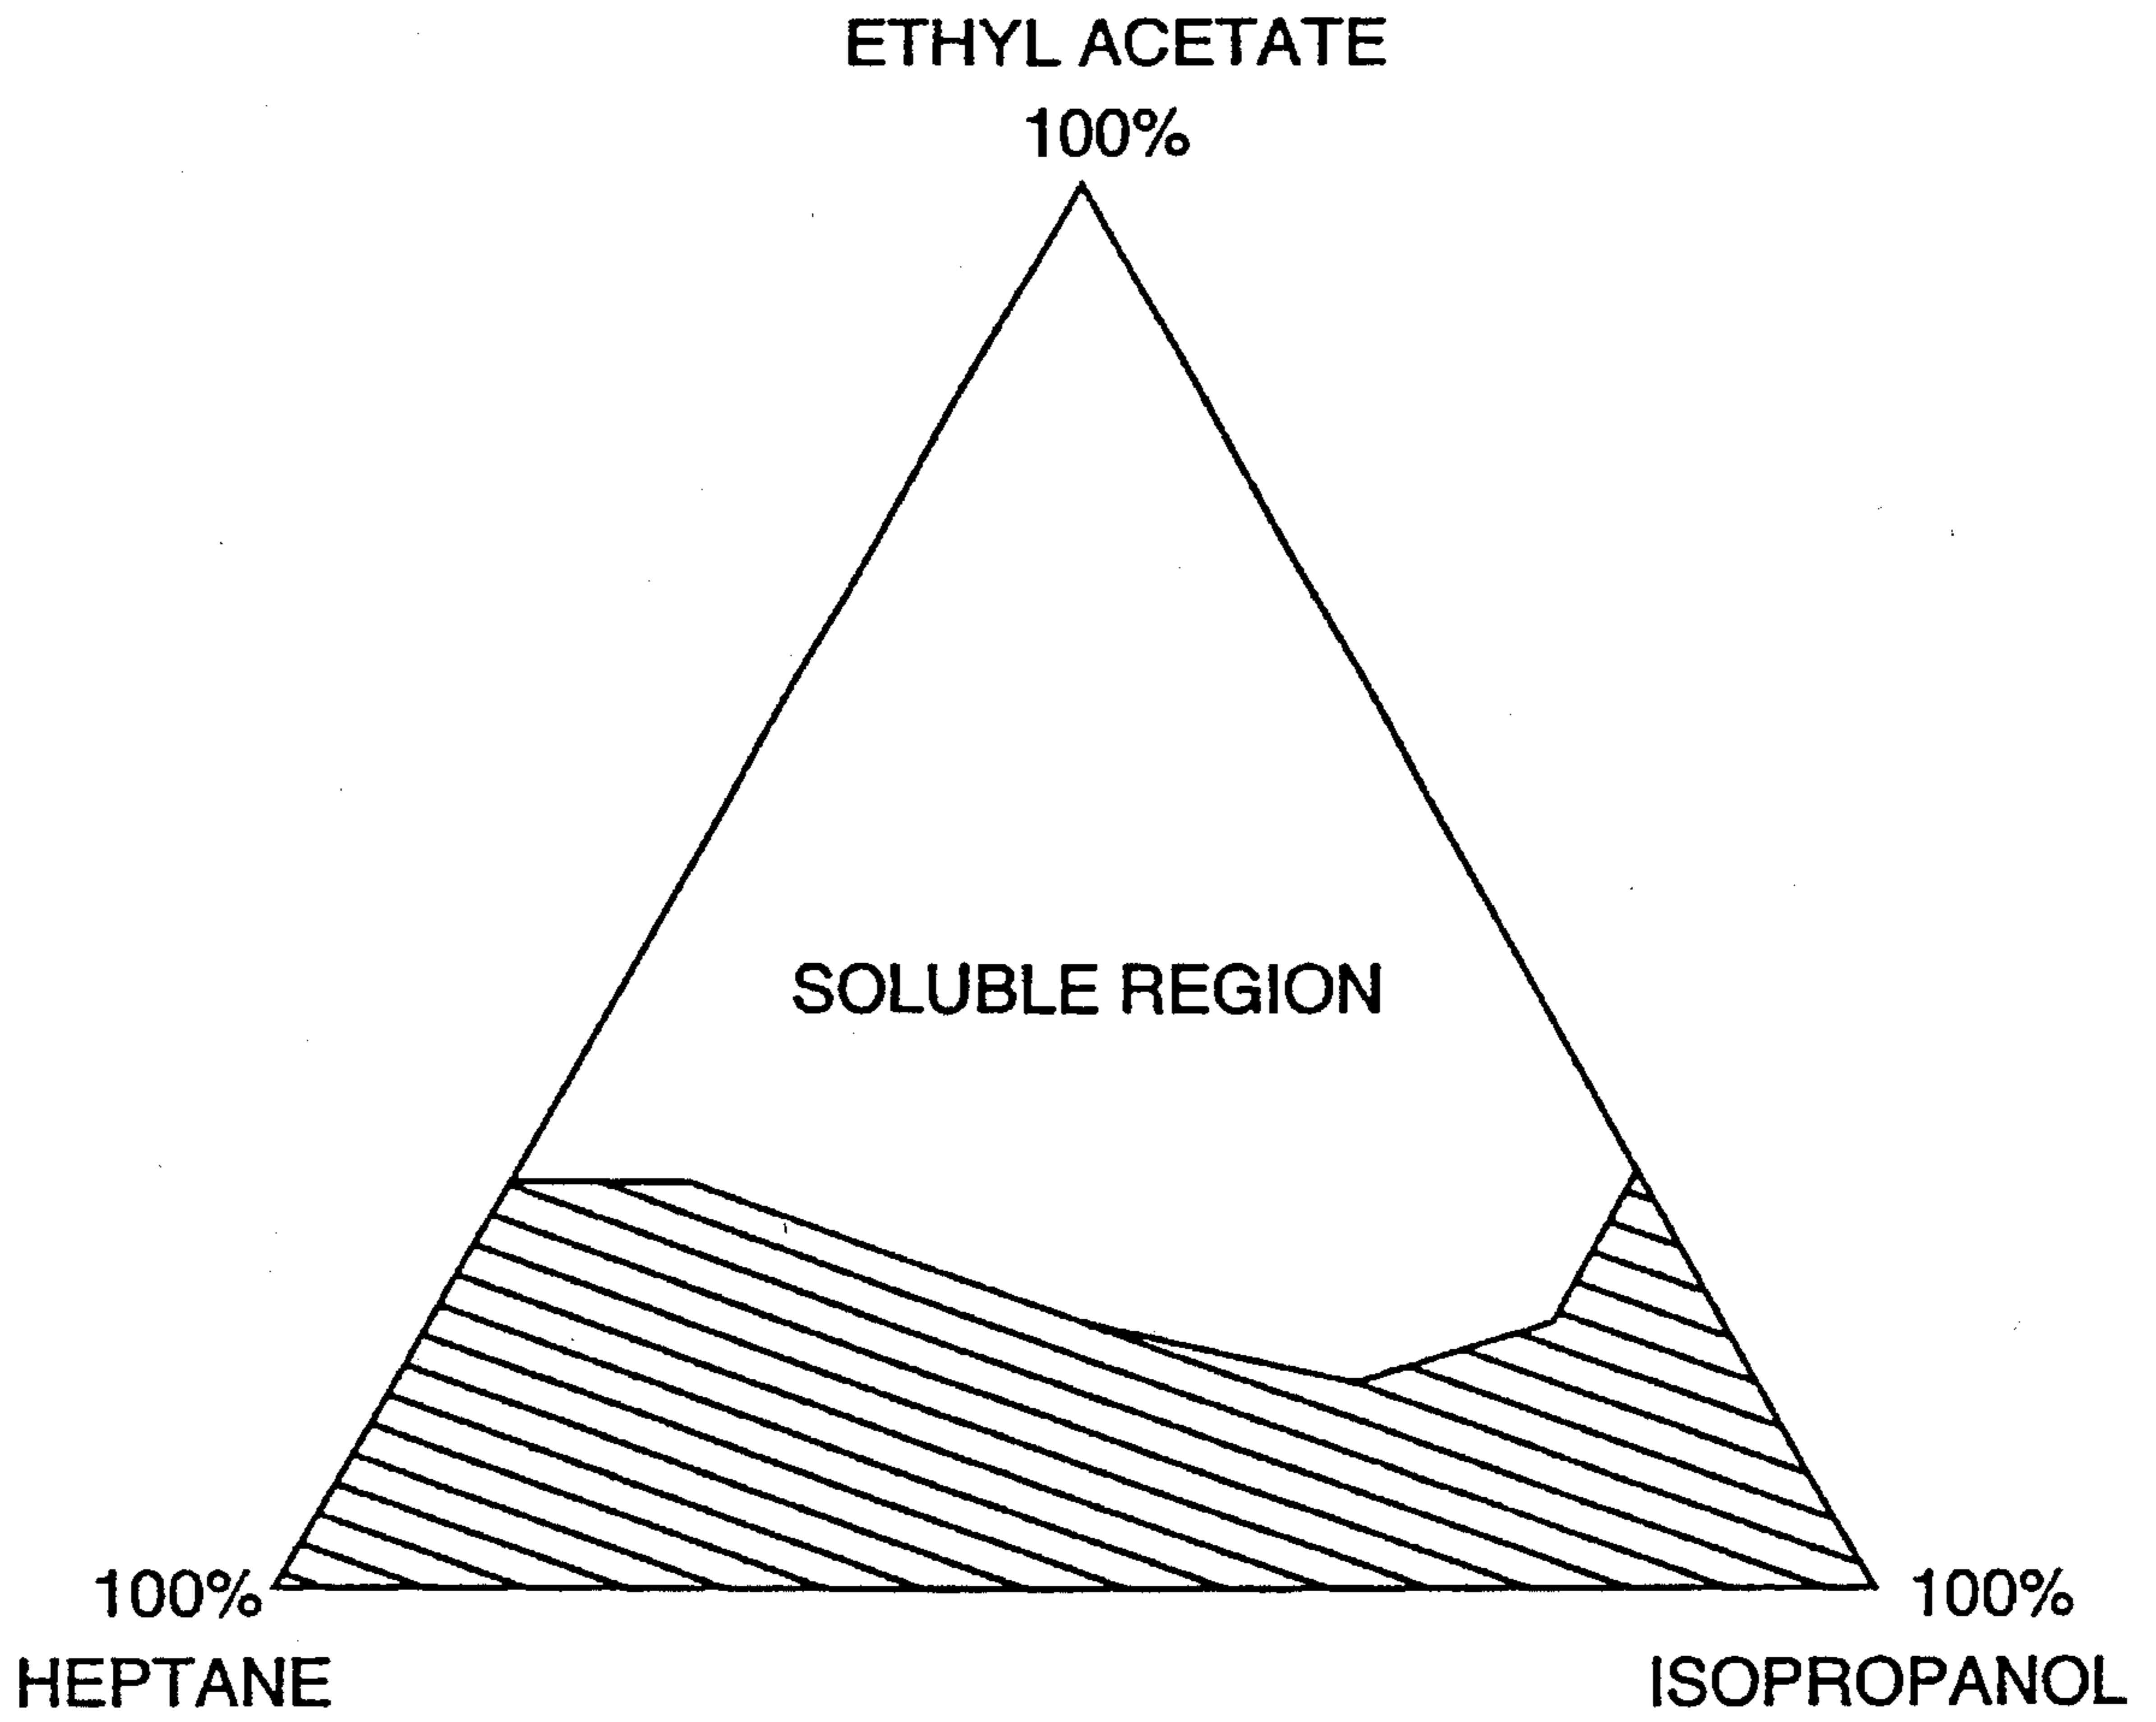 ETHYL ACETATE
100%
SOLUBLE REGION
100%
HEPTANE
100%
ISOPROPANOL